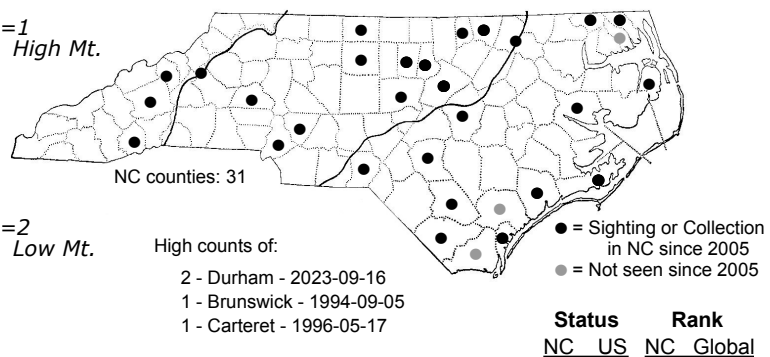 =1
High Mt.
NC counties: 31
=2
Low Mt.
High counts of:
2 - Durham - 2023-09-16
1 - Brunswick - 1994-09-05
1 - Carteret - 1996-05-17
● = Sighting or Collection
in NC since 2005
● = Not seen since 2005
Status Rank
NC US NC Global